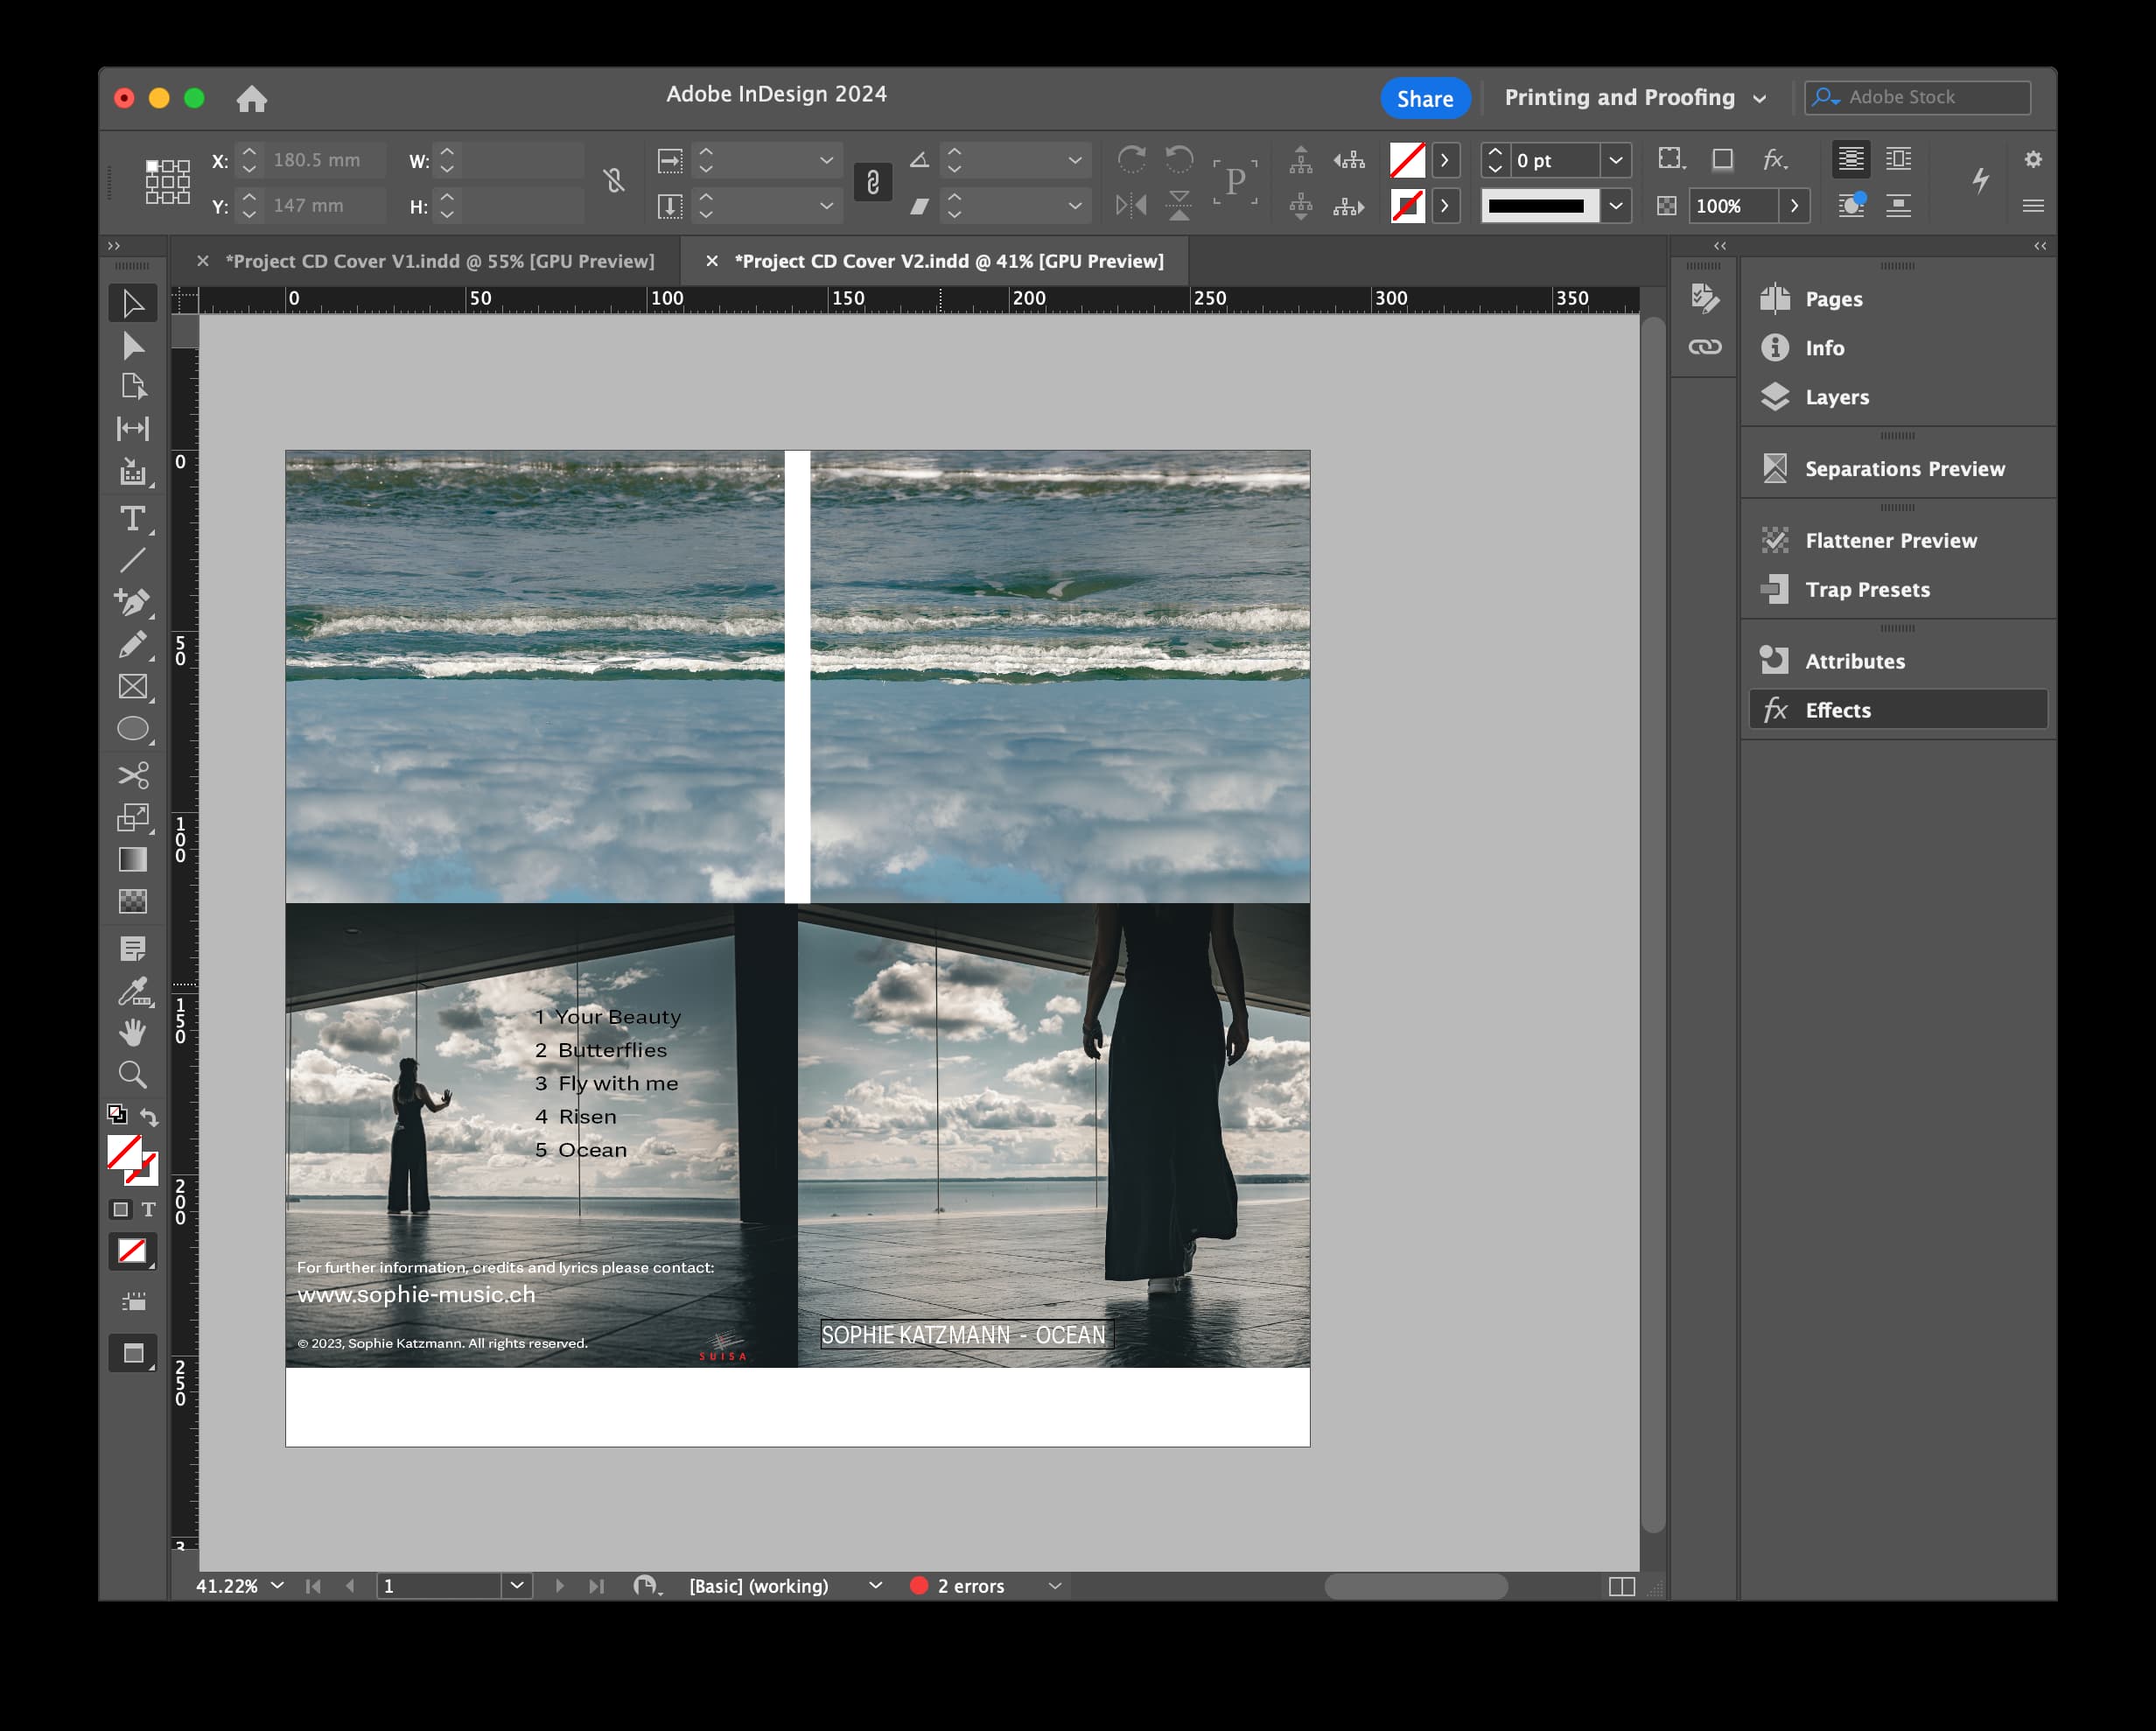 Adobe InDesign 2024
Share
Printing and Proofing
Adobe Stock
X: 180.5 mm
W:
0 pt
fx.
Y: 147 mm
H:
P
100%
*Project CD Cover V1.indd @ 55% [GPU Preview]
*Project CD Cover V2.indd @ 41% [GPU Preview]
0 50 100 150 200 250 300 350
Pages
Info
Layers
Separations Preview
Flattener Preview
Trap Presets
Attributes
fx Effects
0
50
100
150
200
250
3
T
T
1 Your Beauty
2 Butterflies
3 Fly with me
4 Risen
5 Ocean
For further information, credits and lyrics please contact:
www.sophie-music.ch
© 2023, Sophie Katzmann. All rights reserved.
SUISA
SOPHIE KATZMANN - OCEAN
41.22%
1
[Basic] (working)
2 errors